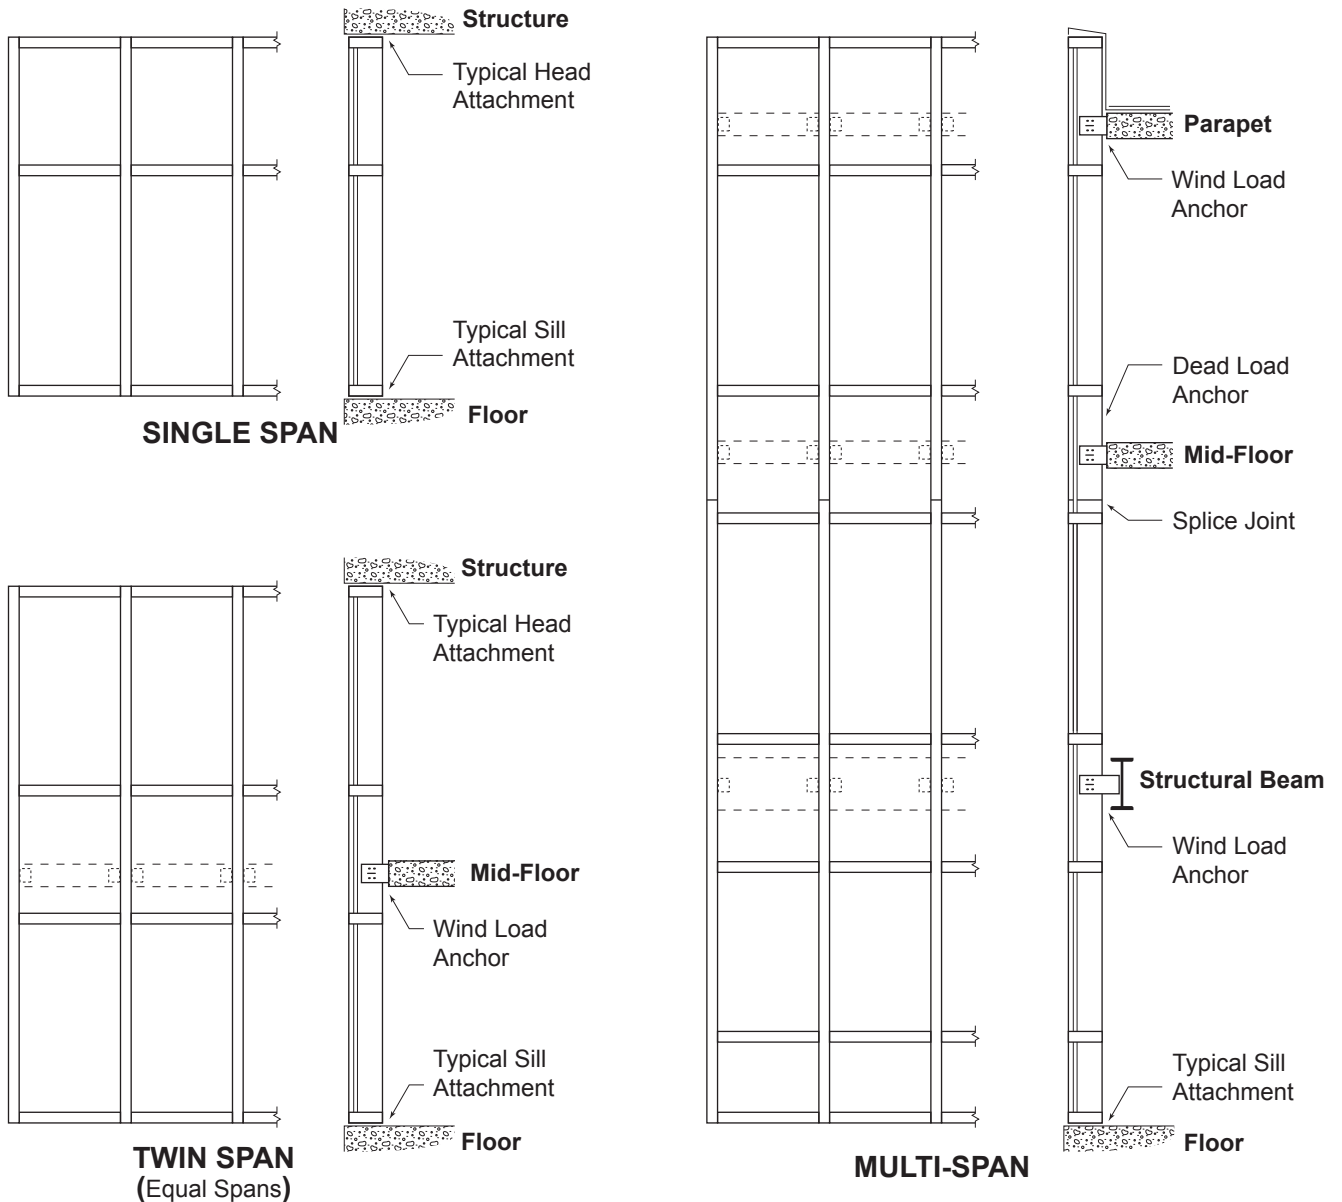 Structure
Typical Head
Attachment
Typical Sill
Attachment
Floor
SINGLE SPAN
Structure
Typical Head
Attachment
Mid-Floor
Wind Load
Anchor
Typical Sill
Attachment
Floor
TWIN SPAN
(Equal Spans)
Parapet
Wind Load
Anchor
Dead Load
Anchor
Mid-Floor
Splice Joint
Structural Beam
Wind Load
Anchor
Typical Sill
Attachment
Floor
MULTI-SPAN